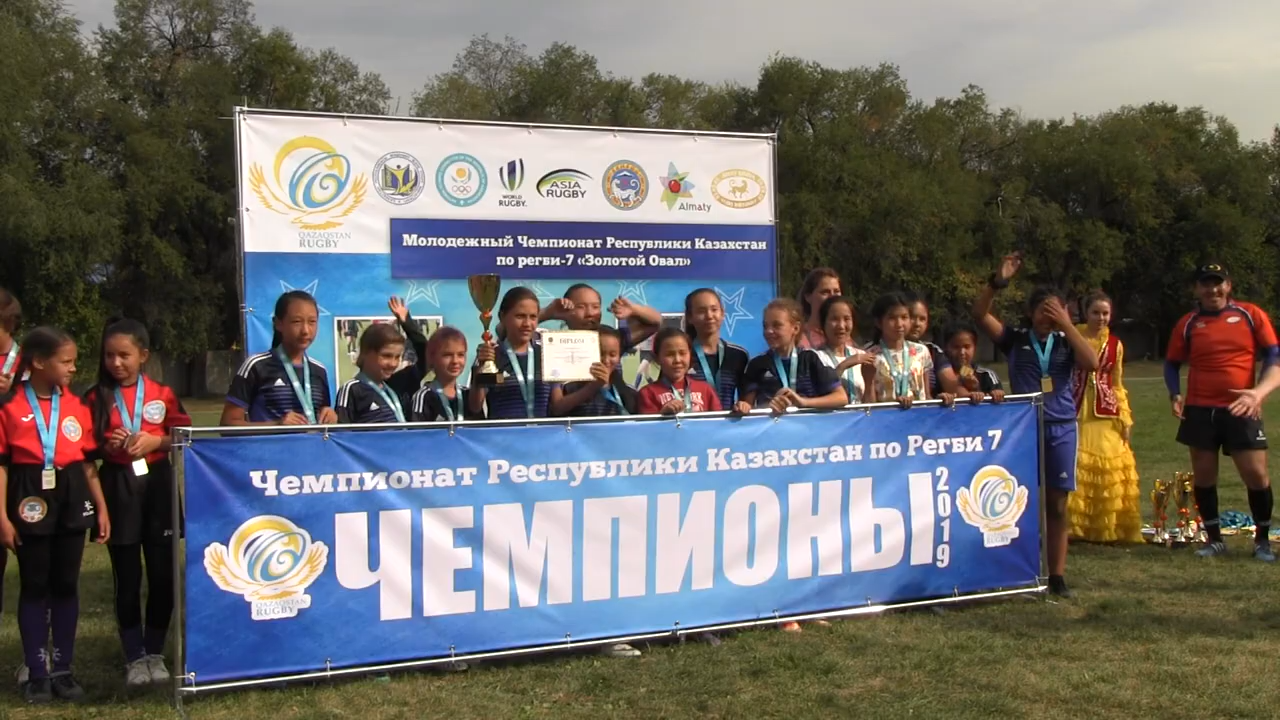 QAZAQSTAN
RUGBY
WORLD
RUGBY.
ASIA
RUGBY
Almaty
Молодежный Чемпионат Республики Казахстан
по регби-7 «Золотой Овал»
Чемпионат Республики Казахстан по Регби 7
ЧЕМПИОНЫ
2019
QAZAQSTAN
RUGBY
QAZAQSTAN
RUGBY